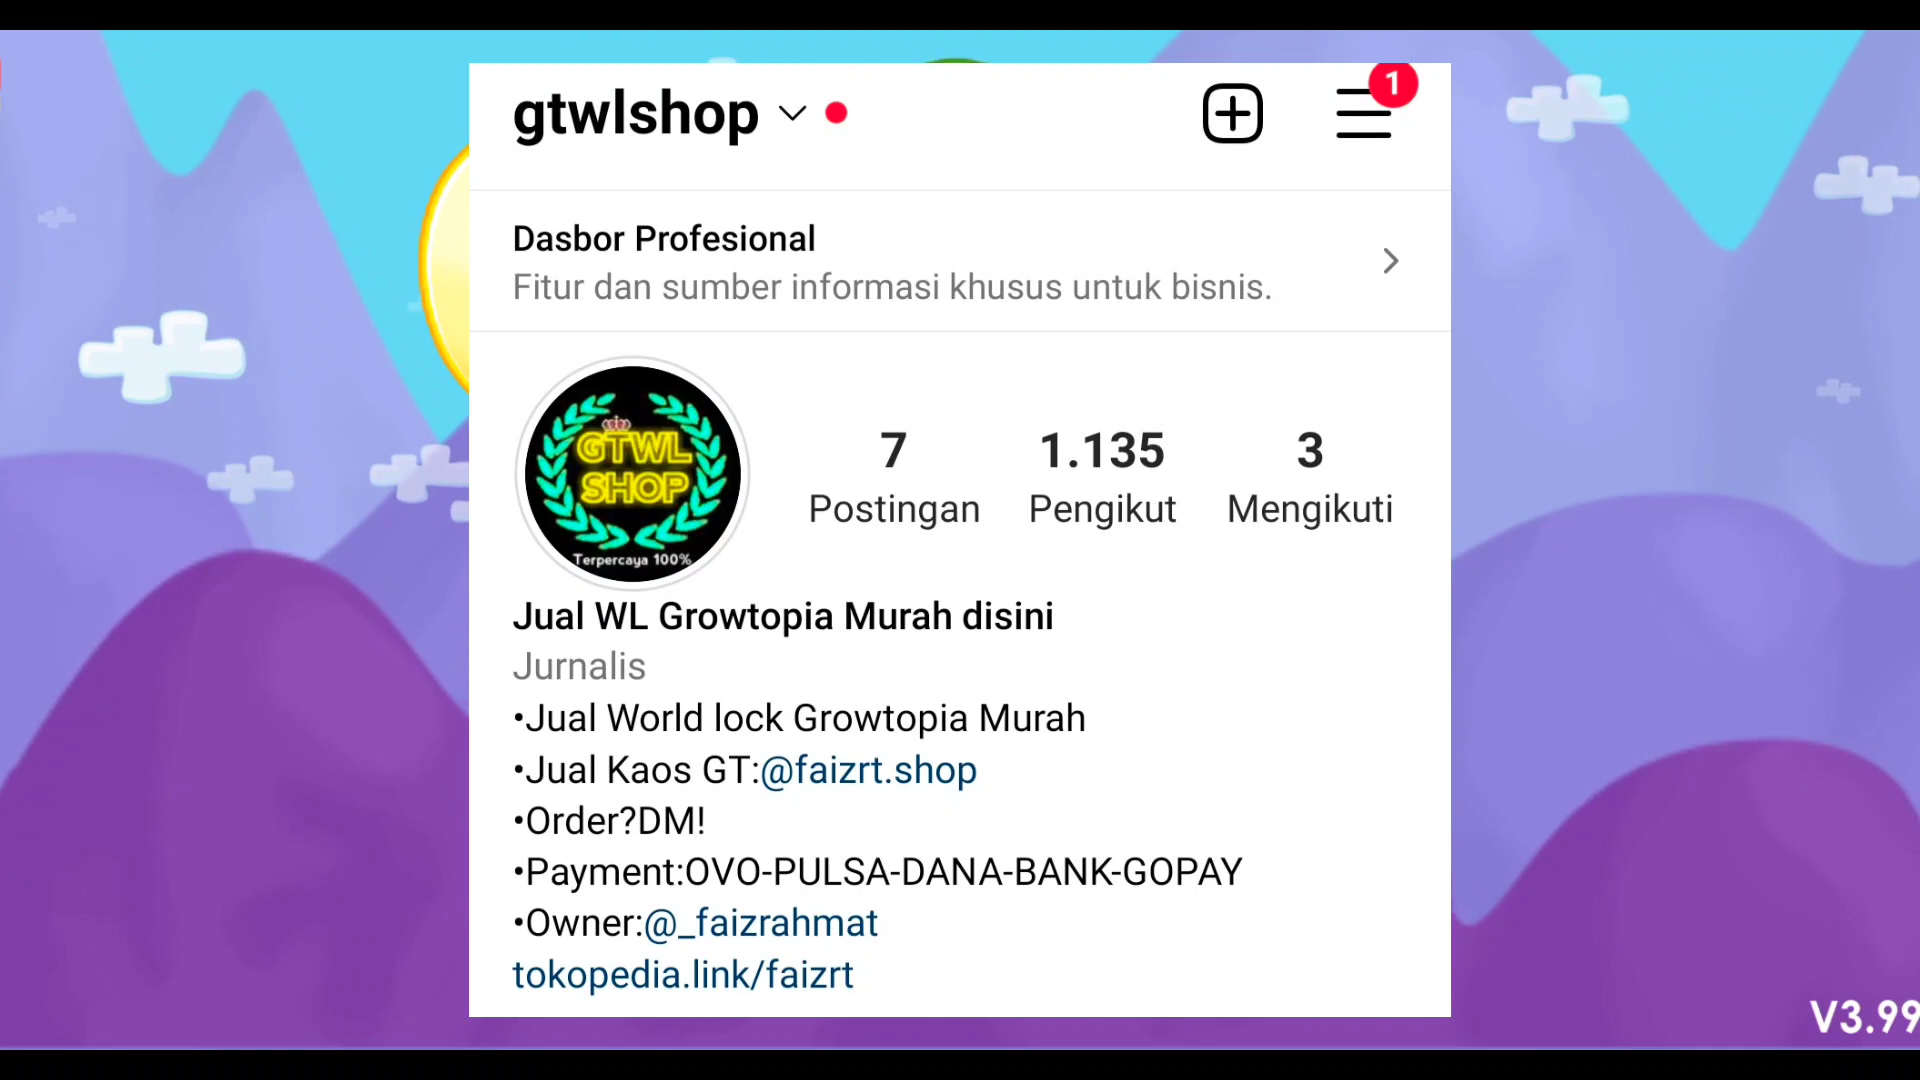 gtwlshop
1
Dasbor Profesional
Fitur dan sumber informasi khusus untuk bisnis.
GTWL
SHOP
Terpercaya 100%
7 1.135 3
Postingan Pengikut Mengikuti
Jual WL Growtopia Murah disini
Jurnalis
•Jual World lock Growtopia Murah
•Jual Kaos GT:@faizrt.shop
•Order?DM!
•Payment:OVO-PULSA-DANA-BANK-GOPAY
•Owner:@_faizrahmat
tokopedia.link/faizrt
V3.99